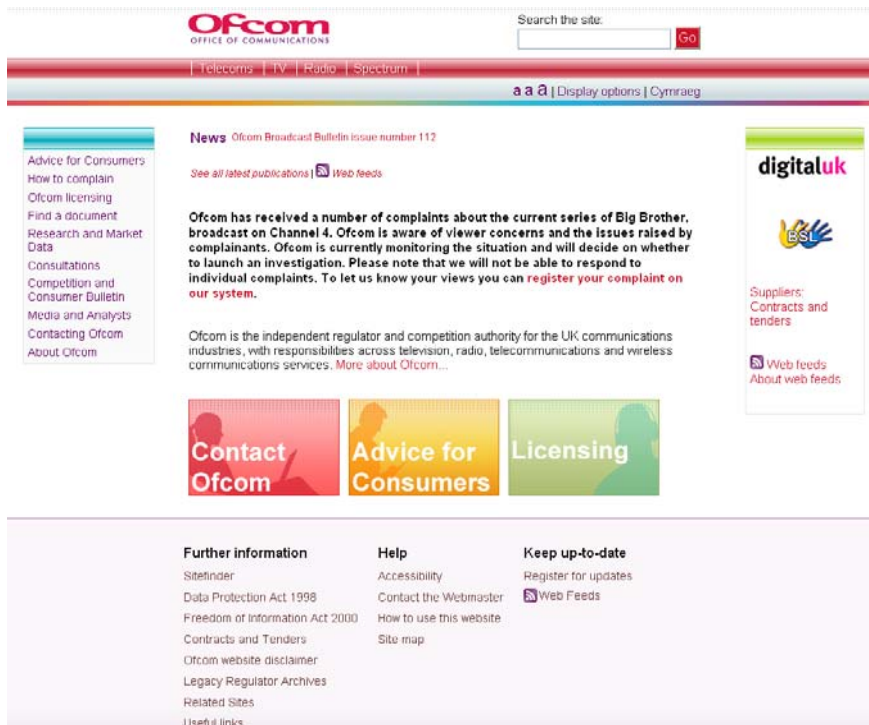 Ofcom
OFFICE OF COMMUNICATIONS
Search the site:
Go
| Telecoms | TV | Radio | Spectrum |
a a a | Display options | Cymraeg
Advice for Consumers
How to complain
Ofcom licensing
Find a document
Research and Market
Data
Consultations
Competition and
Consumer Bulletin
Media and Analysts
Contacting Ofcom
About Ofcom
News Ofcom Broadcast Bulletin issue number 112
See all latest publications | Web feeds
Ofcom has received a number of complaints about the current series of Big Brother,
broadcast on Channel 4. Ofcom is aware of viewer concerns and the issues raised by
complainants. Ofcom is currently monitoring the situation and will decide on whether
to launch an investigation. Please note that we will not be able to respond to
individual complaints. To let us know your views you can register your complaint on
our system.
Ofcom is the independent regulator and competition authority for the UK communications
industries, with responsibilities across television, radio, telecommunications and wireless
communications services. More about Ofcom...
Contact
Ofcom
Advice for
Consumers
Licensing
digitaluk
BSL
Suppliers:
Contracts and
tenders
Web feeds
About web feeds
Further information
Sitefinder
Data Protection Act 1998
Freedom of Information Act 2000
Contracts and Tenders
Ofcom website disclaimer
Legacy Regulator Archives
Related Sites
Useful links
Help
Accessibility
Contact the Webmaster
How to use this website
Site map
Keep up-to-date
Register for updates
Web Feeds